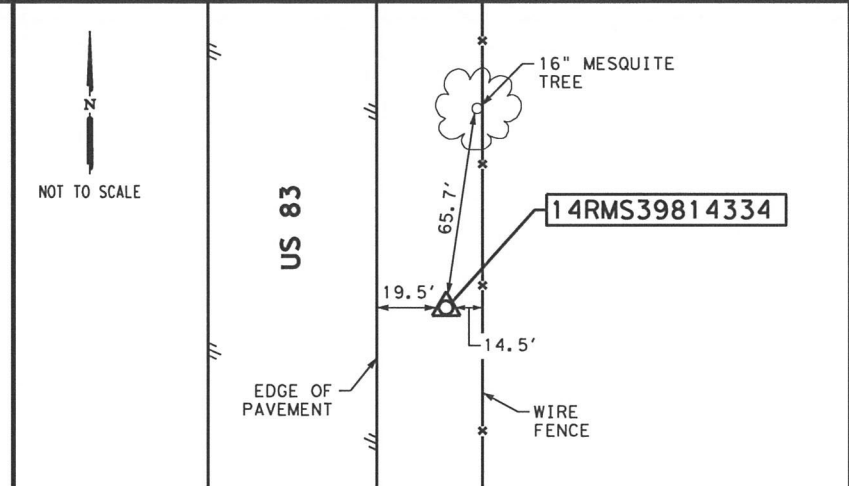 N
NOT TO SCALE
US 83
16" MESQUITE
TREE
65.7'
14RMS39814334
19.5'
14.5'
EDGE OF
PAVEMENT
WIRE
FENCE